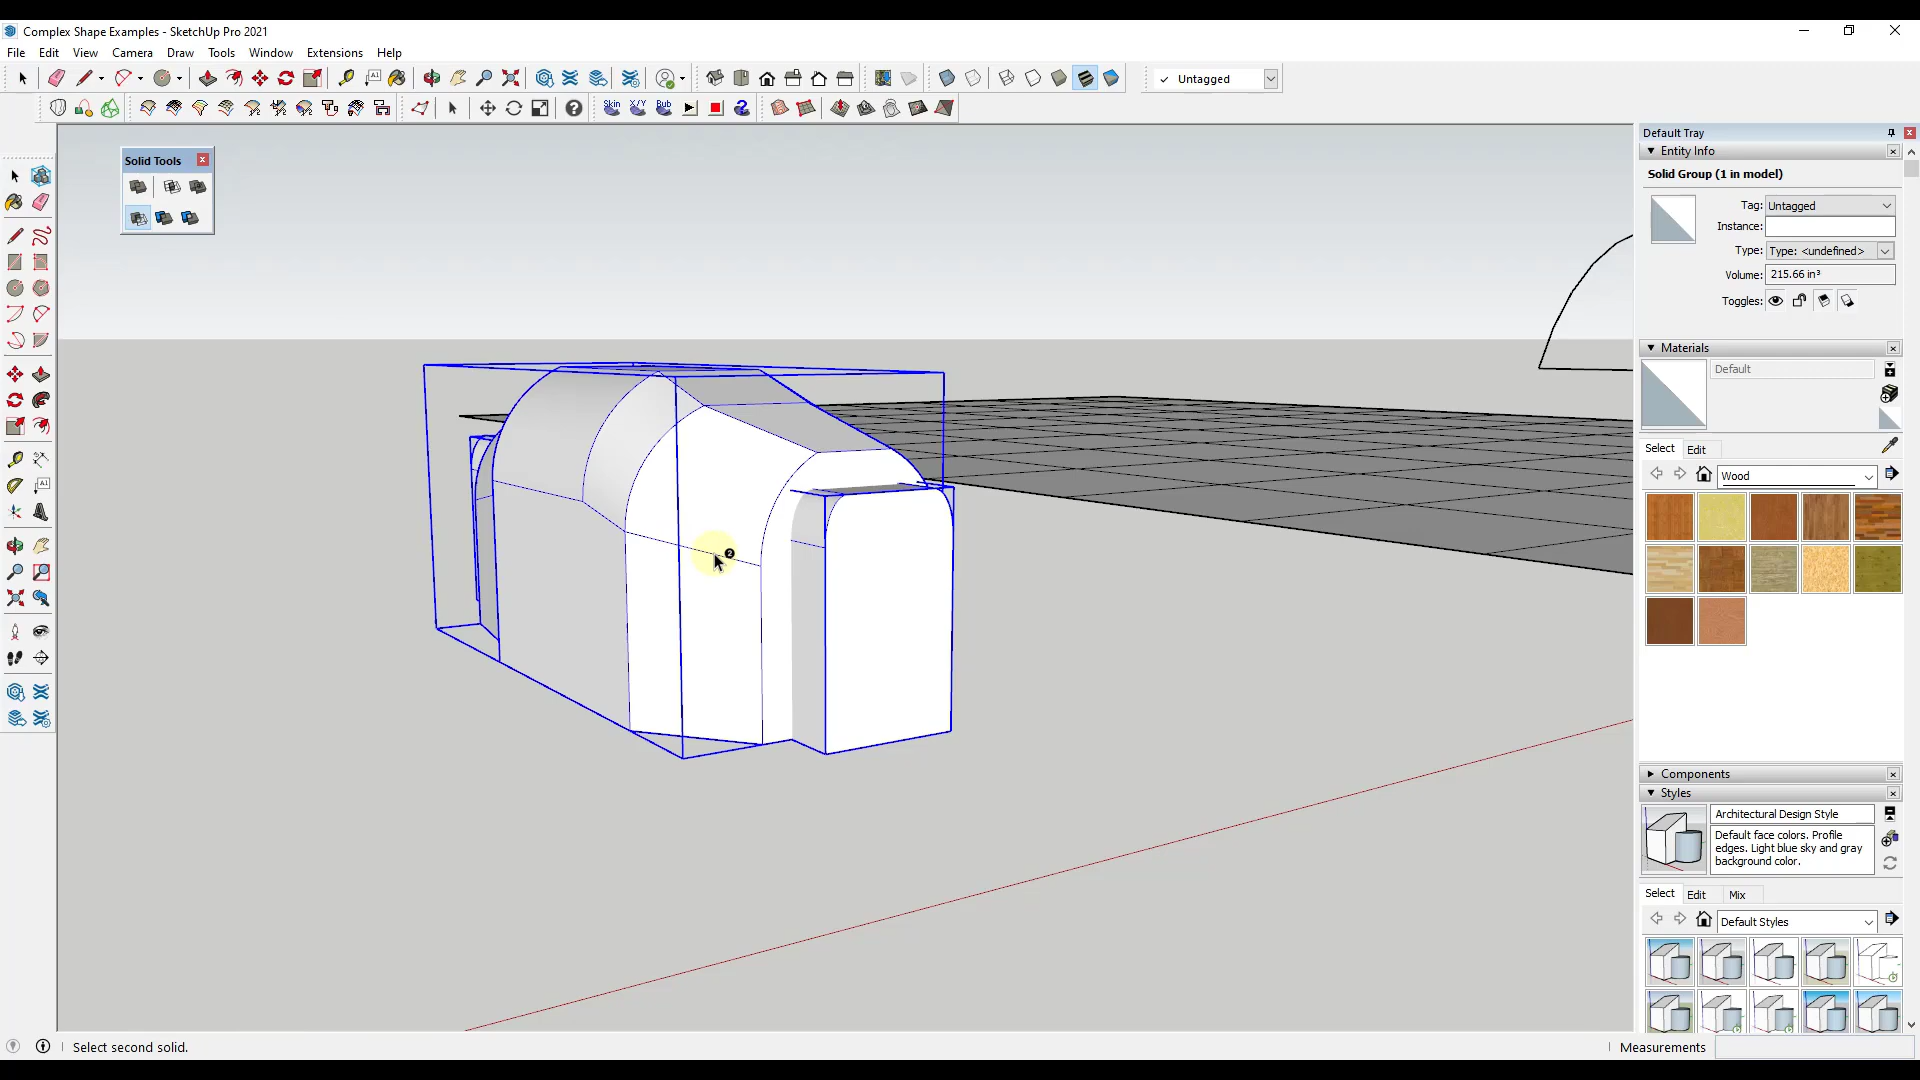 Complex Shape Examples - SketchUp Pro 2021
File Edit View Camera Draw Tools Window Extensions Help
Untagged
Skin X/Y Bub
Solid Tools
2
Select second solid.
Measurements
Default Tray
Entity Info
Solid Group (1 in model)
Tag: Untagged
Instance:
Type: Type: <undefined>
Volume: 215.66 in³
Toggles:
Materials
Default
Select Edit
Wood
Components
Styles
Architectural Design Style
Default face colors. Profile
edges. Light blue sky and gray
background color.
Select Edit Mix
Default Styles